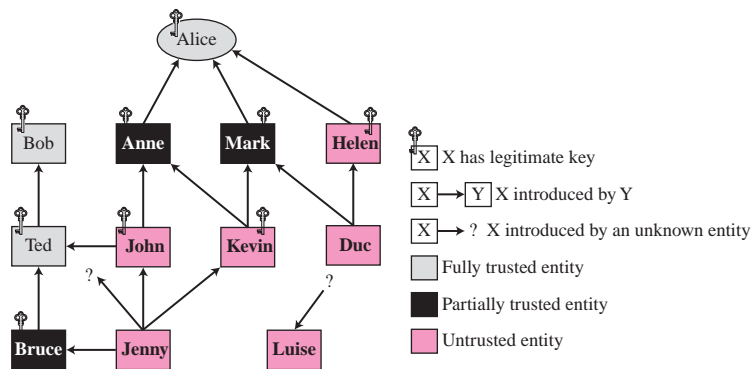 Alice
Bob
Anne
Mark
Helen
Ted
John
Kevin
Duc
?
?
Bruce
Jenny
Luise
X X has legitimate key
X Y X introduced by Y
X ? X introduced by an unknown entity
Fully trusted entity
Partially trusted entity
Untrusted entity